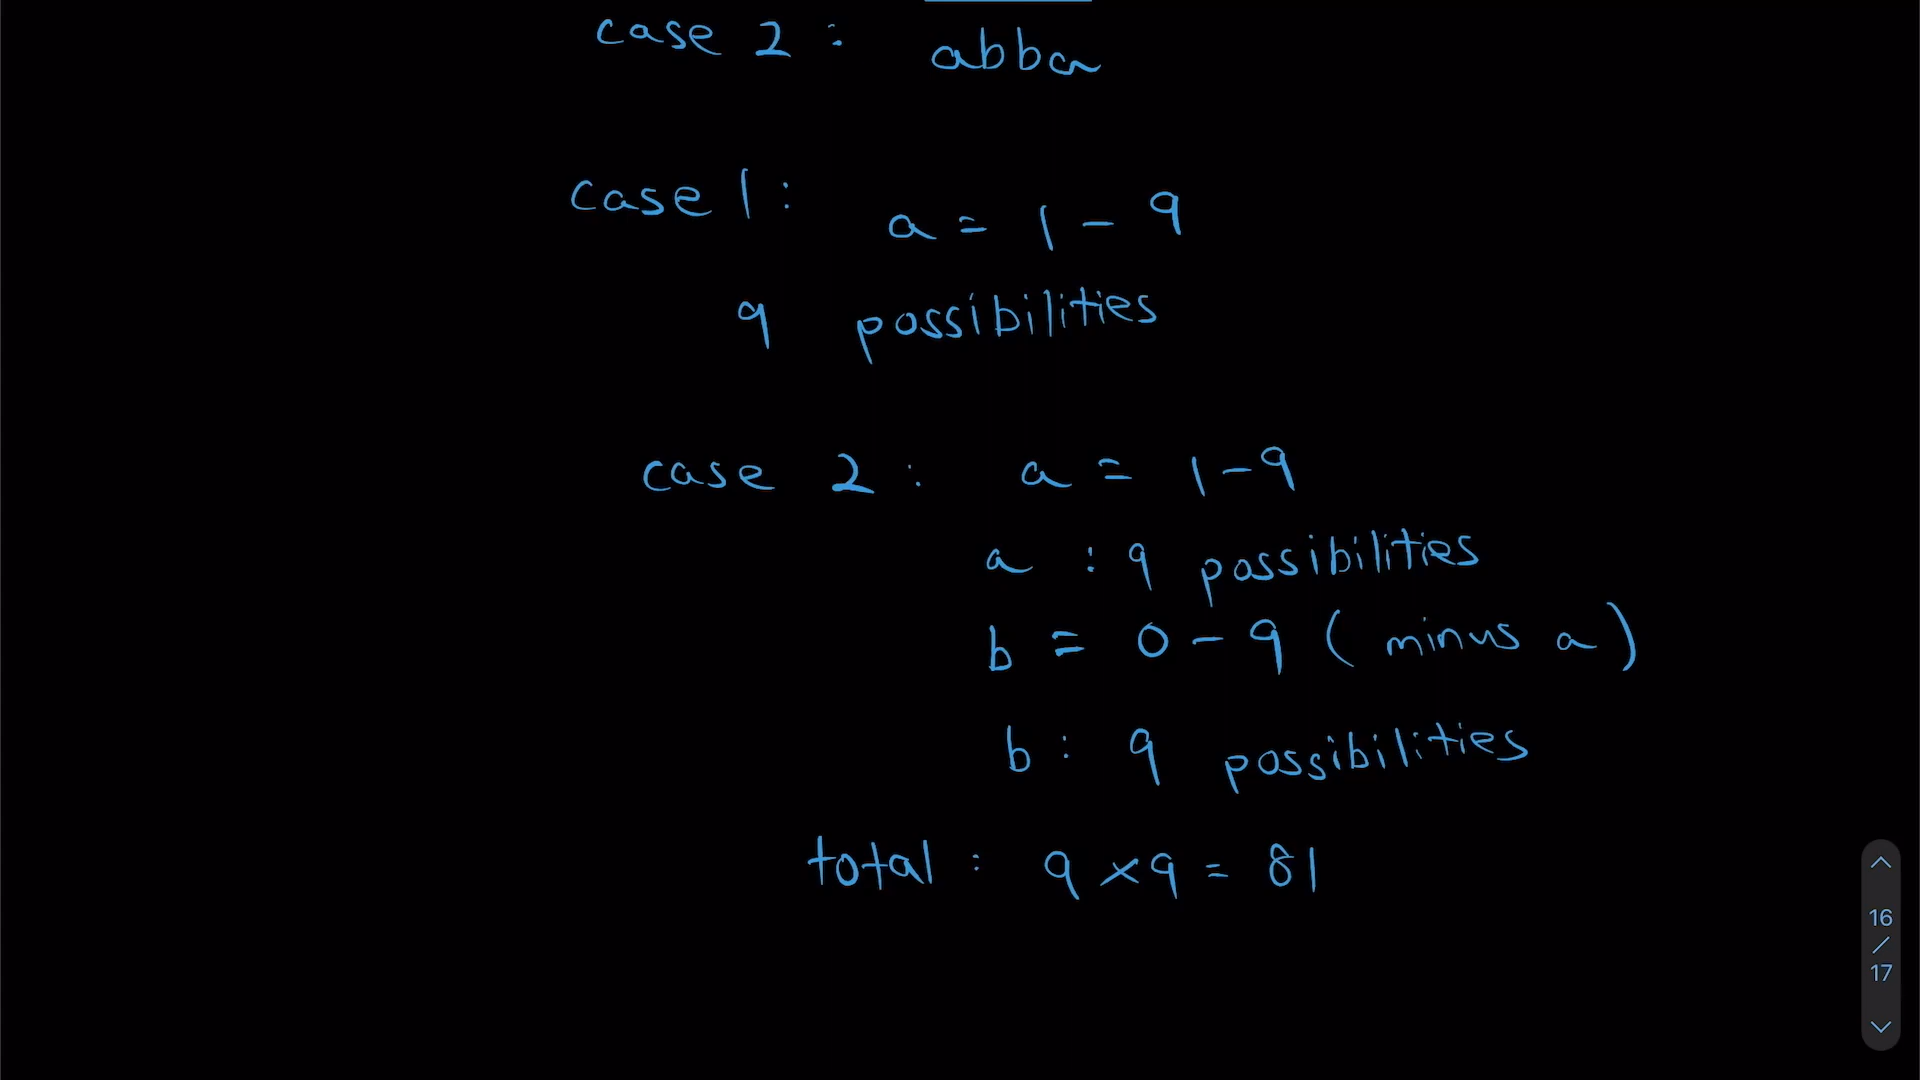 case 2 :   abba
case 1 :   a = 1 - 9
9 possibilities
case 2 :   a = 1 - 9
a : 9 possibilities
b = 0 - 9 ( minus a )
b : 9 possibilities
total : 9 x 9 = 81
16
/
17